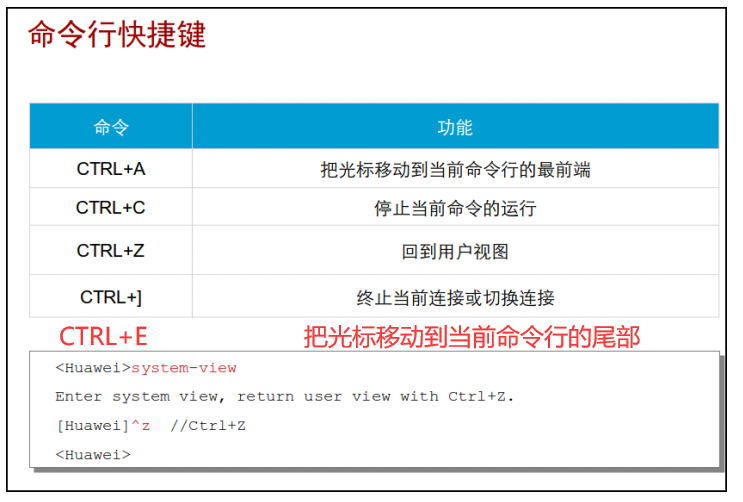 命令行快捷键
命令 功能
CTRL+A 把光标移动到当前命令行的最前端
CTRL+C 停止当前命令的运行
CTRL+Z 回到用户视图
CTRL+] 终止当前连接或切换连接
CTRL+E 把光标移动到当前命令行的尾部
<Huawei>system-view
Enter system view, return user view with Ctrl+Z.
[Huawei]^z //Ctrl+Z
<Huawei>